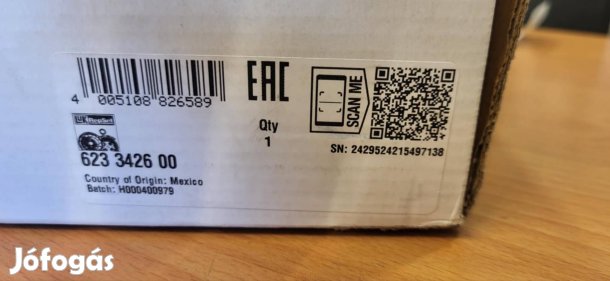 4 005108 826589
EAC
Qty
1
SCAN ME
SN: 2429524215497138
LuK RepSet
623 3426 00
Country of Origin: Mexico
Batch: H000400979
Jófogás